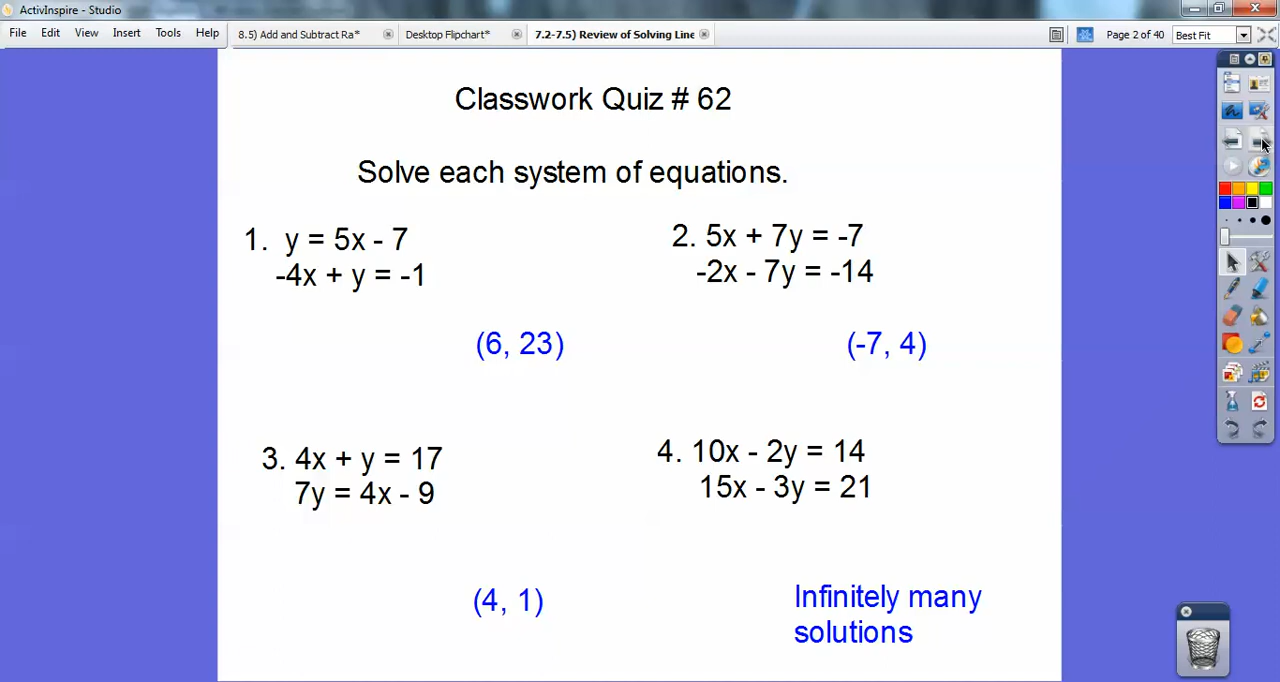 ActivInspire - Studio
File Edit View Insert Tools Help
8.5) Add and Subtract Ra* Desktop Flipchart* 7.2-7.5) Review of Solving Line
Page 2 of 40 Best Fit
Classwork Quiz # 62
Solve each system of equations.
1. y = 5x - 7
-4x + y = -1
(6, 23)
2. 5x + 7y = -7
-2x - 7y = -14
(-7, 4)
3. 4x + y = 17
7y = 4x - 9
(4, 1)
4. 10x - 2y = 14
15x - 3y = 21
Infinitely many
solutions